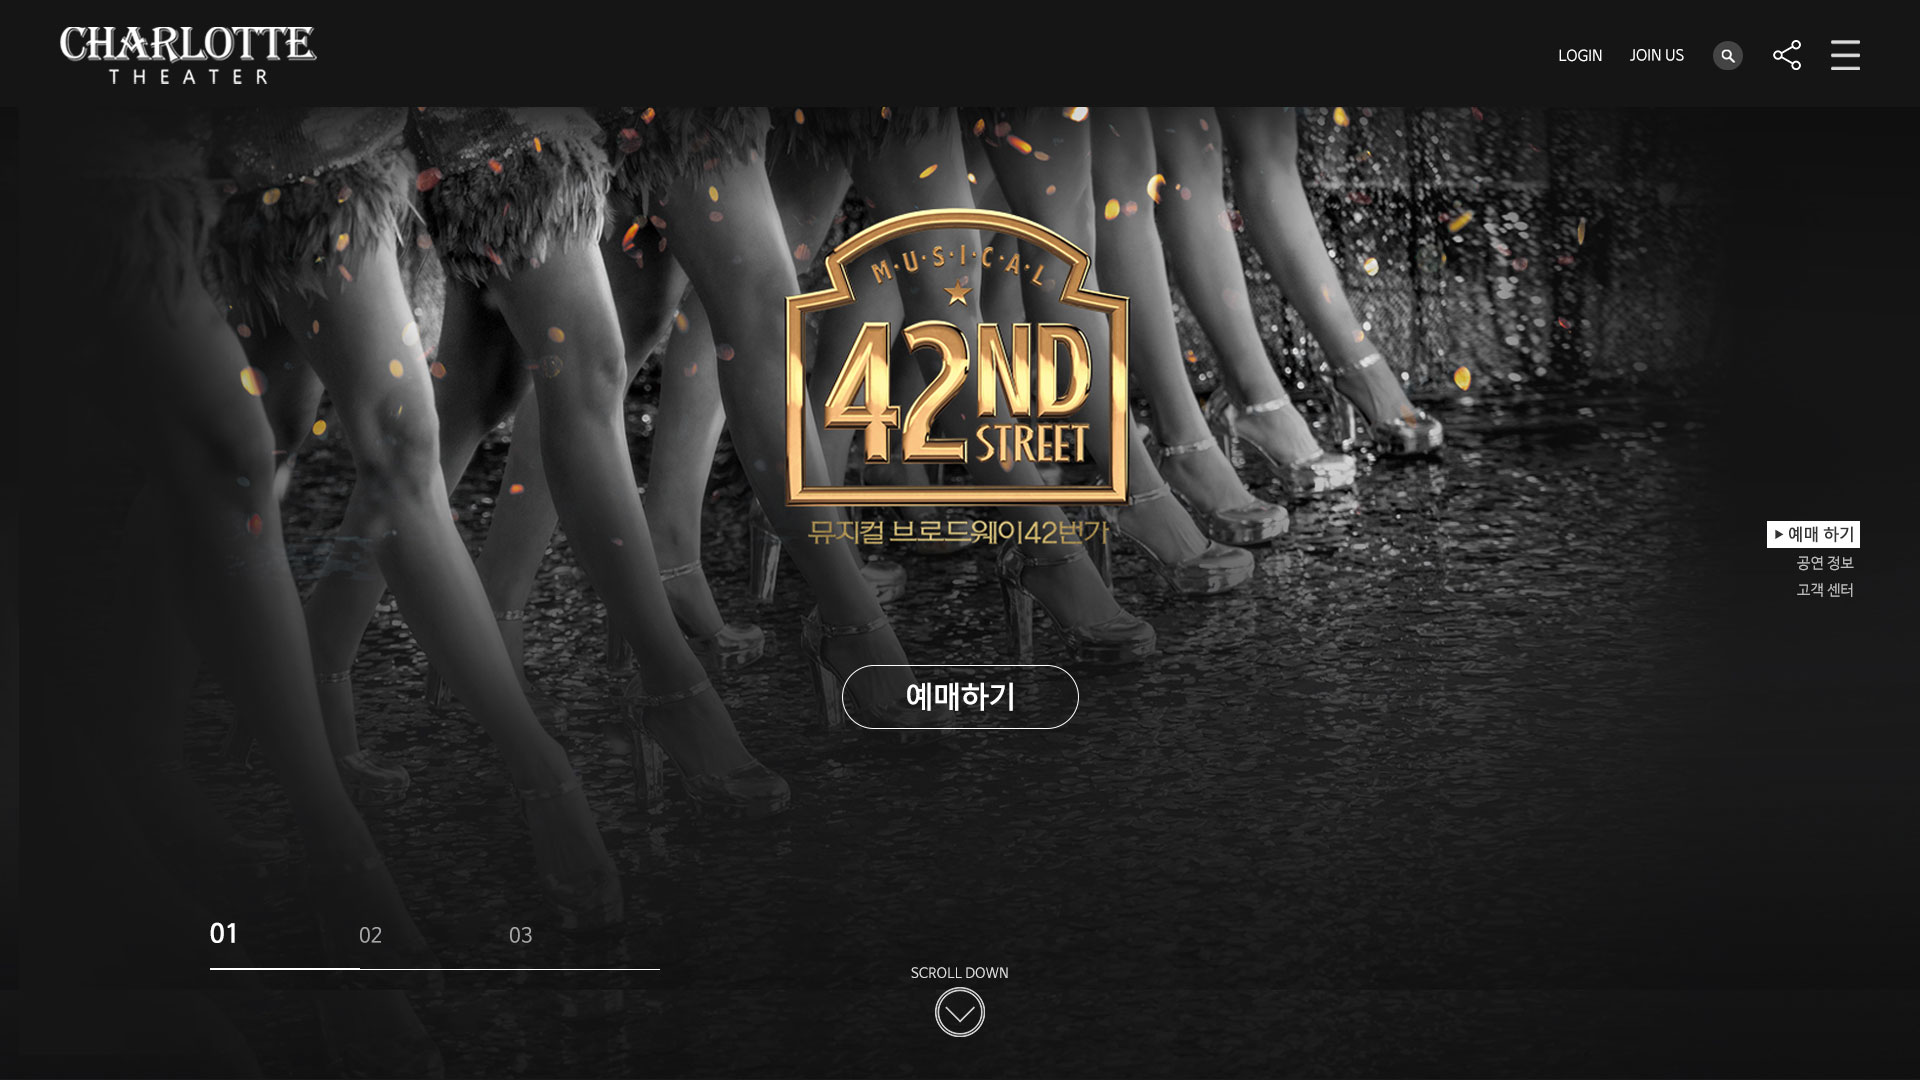 CHARLOTTE
THEATER
LOGIN
JOIN US
M·U·S·I·C·A·L
42ND
STREET
뮤지컬 브로드웨이42번가
예매 하기
공연 정보
고객 센터
예매하기
01
02
03
SCROLL DOWN